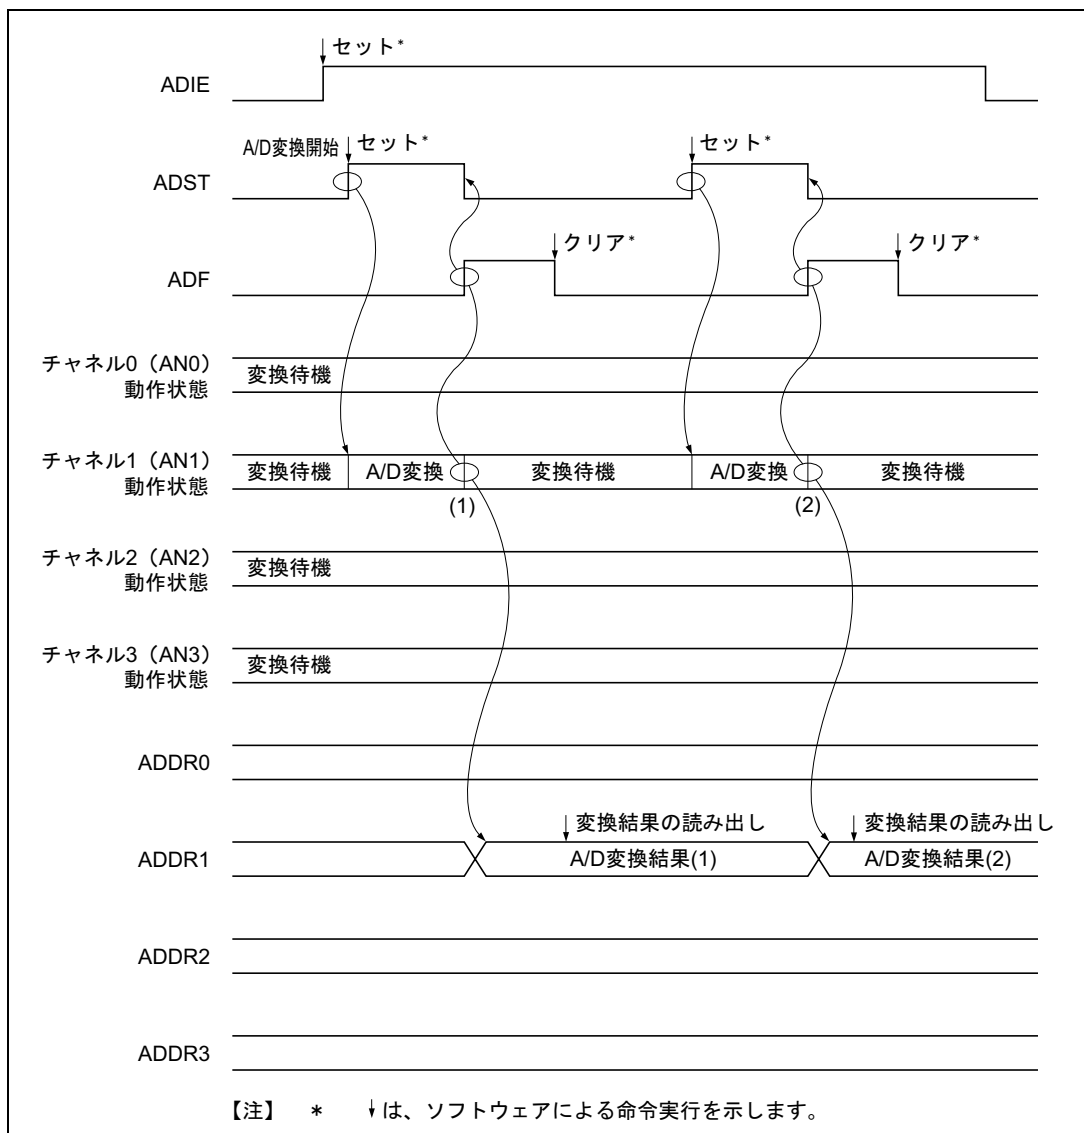 セット*
ADIE
A/D変換開始 セット* セット*
ADST
クリア* クリア*
ADF
チャネル0（AN0）
動作状態
変換待機
チャネル1（AN1）
動作状態
変換待機 A/D変換 変換待機 A/D変換 変換待機
(1) (2)
チャネル2（AN2）
動作状態
変換待機
チャネル3（AN3）
動作状態
変換待機
ADDR0
変換結果の読み出し 変換結果の読み出し
ADDR1 A/D変換結果(1) A/D変換結果(2)
ADDR2
ADDR3
【注】 * ↓は、ソフトウェアによる命令実行を示します。